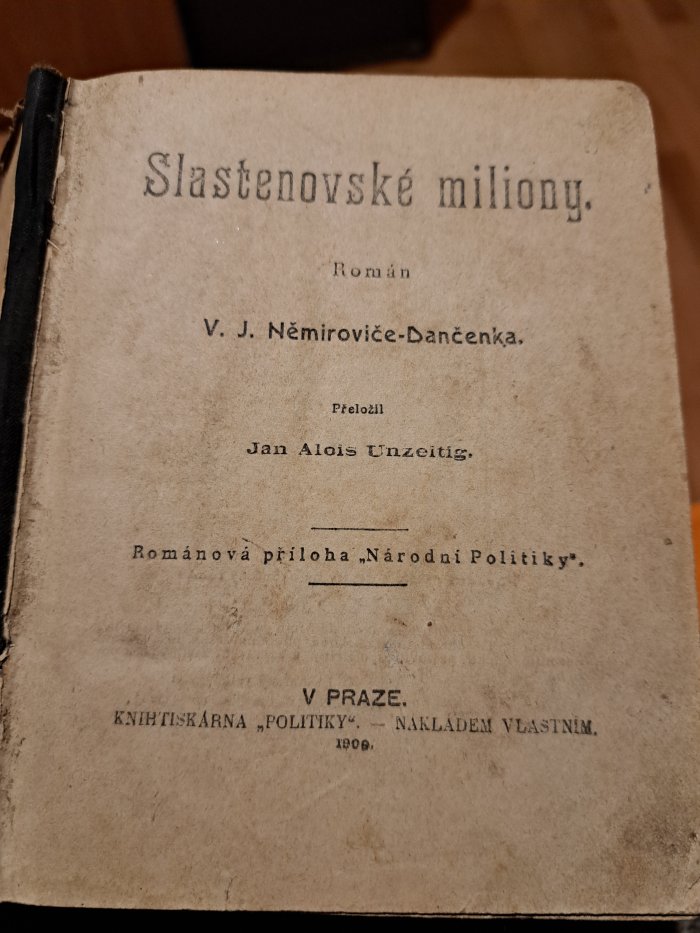 Slastenovské miliony.
Román
V. J. Němiroviče-Dančenka.
Přeložil
Jan Alois Unzeitig.
Románová příloha „Národní Politiky“.
V PRAZE.
KNIHTISKÁRNA „POLITIKY“. — NÁKLADEM VLASTNÍM.